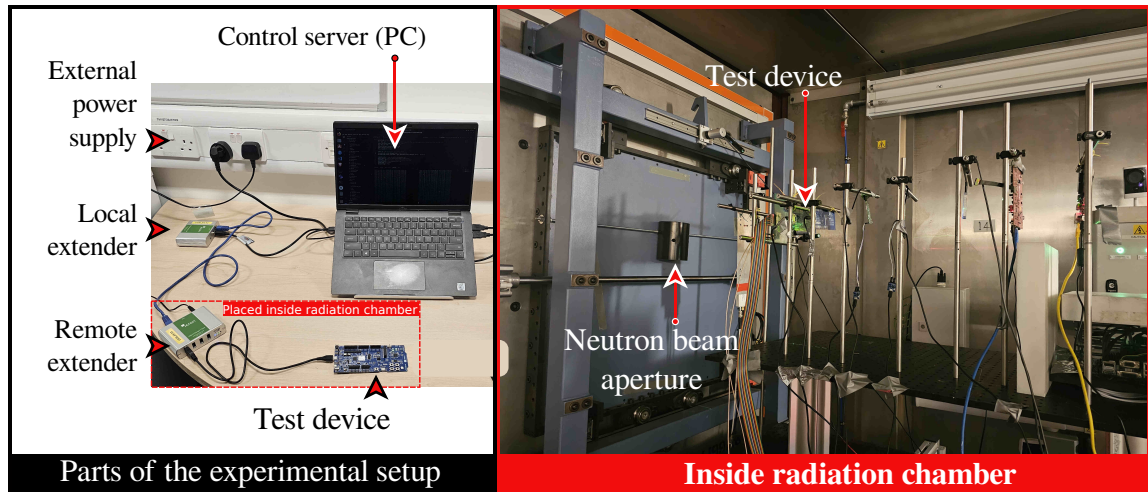 Control server (PC)
External
power
supply
Local
extender
Remote
extender
Placed inside radiation chamber
Test device
Parts of the experimental setup
Test device
Neutron beam
aperture
14
Inside radiation chamber